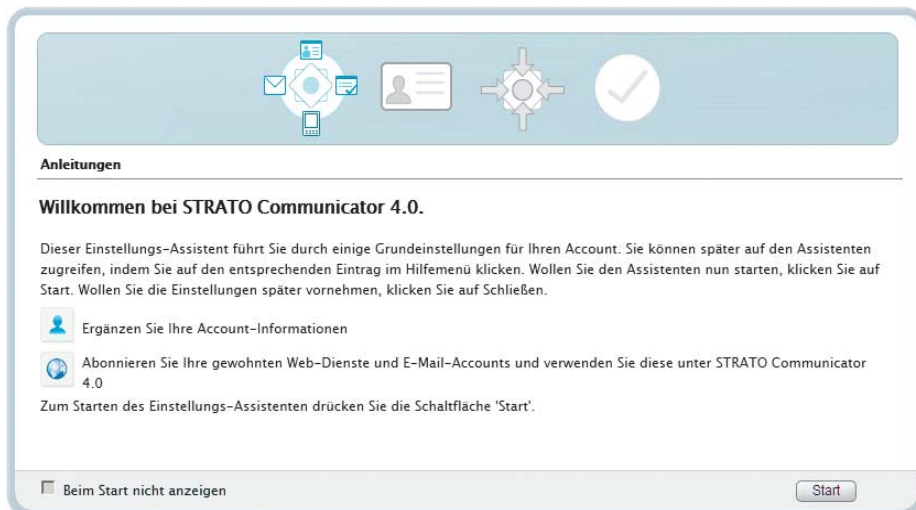 Anleitungen
Willkommen bei STRATO Communicator 4.0.
Dieser Einstellungs-Assistent führt Sie durch einige Grundeinstellungen für Ihren Account. Sie können später auf den Assistenten
zugreifen, indem Sie auf den entsprechenden Eintrag im Hilfemenü klicken. Wollen Sie den Assistenten nun starten, klicken Sie auf
Start. Wollen Sie die Einstellungen später vornehmen, klicken Sie auf Schließen.
Ergänzen Sie Ihre Account-Informationen
Abonnieren Sie Ihre gewohnten Web-Dienste und E-Mail-Accounts und verwenden Sie diese unter STRATO Communicator
4.0
Zum Starten des Einstellungs-Assistenten drücken Sie die Schaltfläche 'Start'.
Beim Start nicht anzeigen
Start